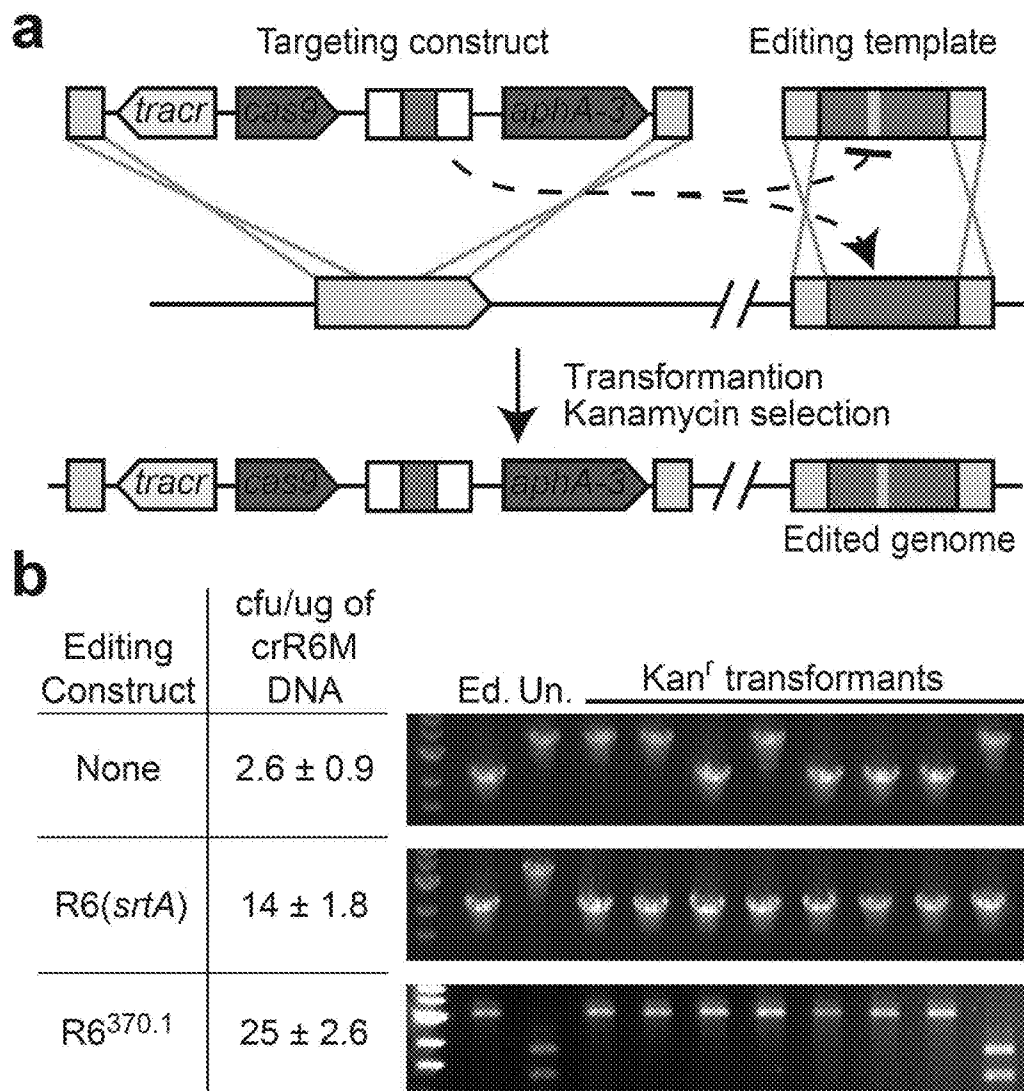 a
Targeting construct
Editing template
tracr cas9 aphA-3
Transformantion
Kanamycin selection
tracr cas9 aphA-3
Edited genome
b
Editing
Construct
cfu/ug of
crR6M
DNA
Ed. Un. Kanʳ transformants
None 2.6 ± 0.9
R6(srtA) 14 ± 1.8
R6³⁷⁰·¹ 25 ± 2.6